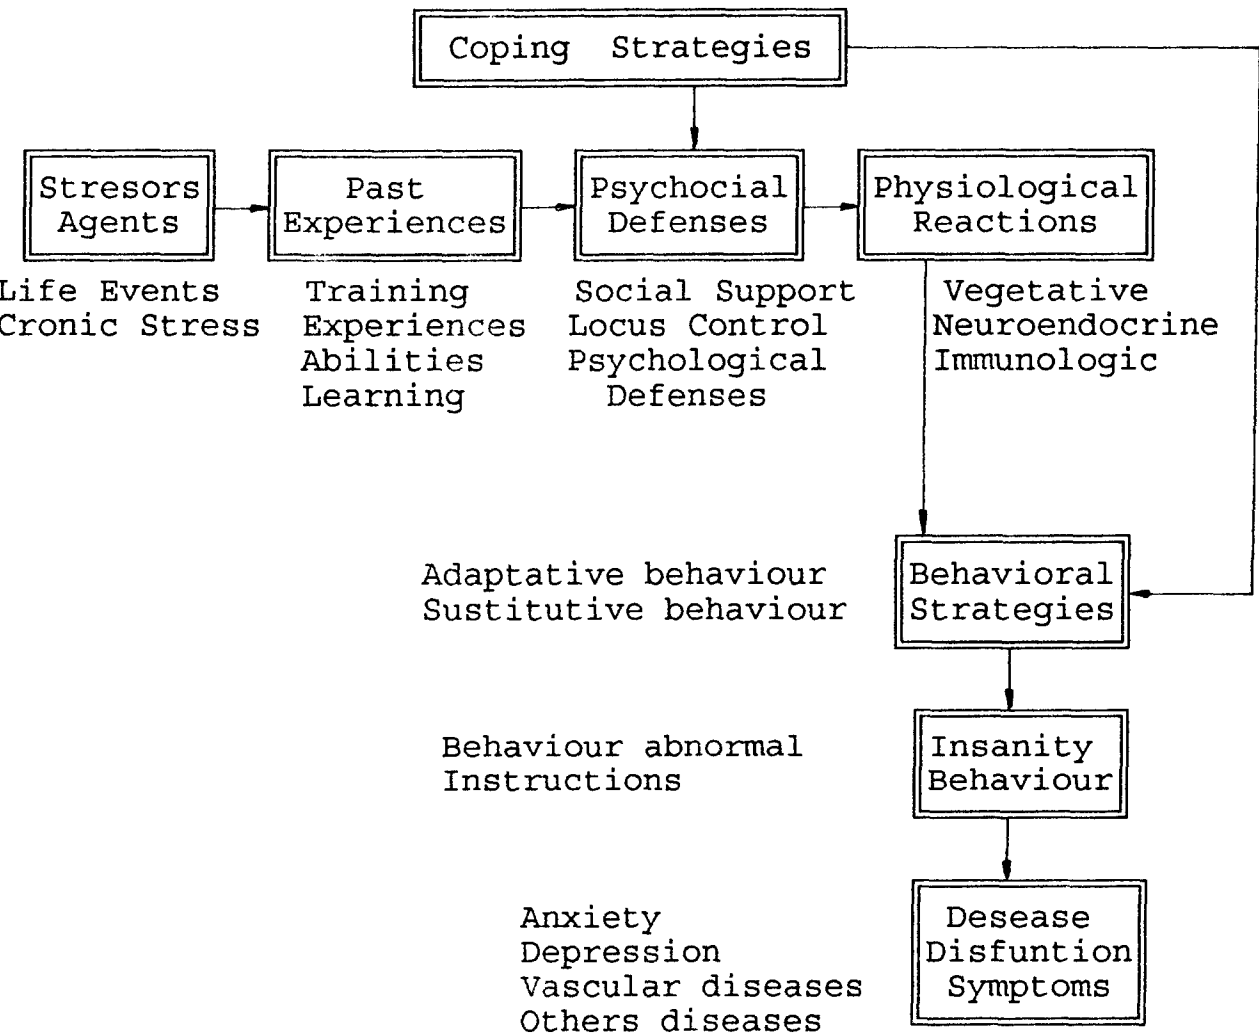 Coping Strategies
Stresors
Agents
Past
Experiences
Psychocial
Defenses
Physiological
Reactions
Life Events
Cronic Stress
Training
Experiences
Abilities
Learning
Social Support
Locus Control
Psychological
Defenses
Vegetative
Neuroendocrine
Immunologic
Adaptative behaviour
Sustitutive behaviour
Behavioral
Strategies
Behaviour abnormal
Instructions
Insanity
Behaviour
Anxiety
Depression
Vascular diseases
Others diseases
Desease
Disfuntion
Symptoms